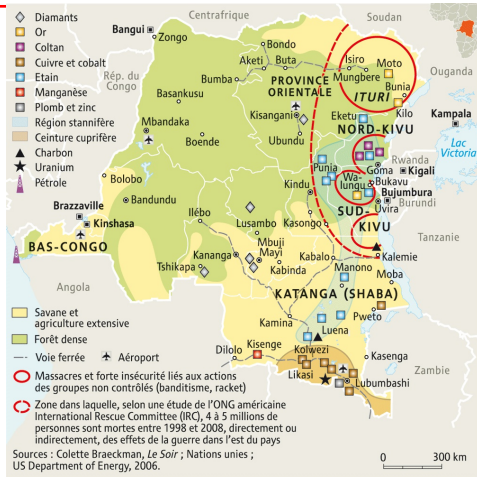 Diamants
Or
Coltan
Cuivre et cobalt
Etain
Manganèse
Plomb et zinc
Région stannifère
Ceinture cuprifère
Charbon
Uranium
Pétrole
Centrafrique
Soudan
Bangui
Zongo
Bondo
Aketi
Buta
Isiro
Moto
Bumba
Mungbere
Ouganda
Rép. du
Congo
PROVINCE
ORIENTALE
ITURI
Bunia
Basankusu
Kisangani
Kilo
Eketu
Kampala
Mbandaka
NORD-KIVU
Boende
Ubundu
Lac
Victoria
Rwanda
Punia
Goma
Kigali
Wa-
lungu
Bukavu
Bolobo
Kindu
Bujumbura
Bandundu
Burundi
Brazzaville
Uvira
SUD-
KIVU
Ilébo
Lusambo
Kasongo
Kinshasa
Tanzanie
BAS-CONGO
Mbuji
Mayi
Kananga
Kabalo
Kalemie
Tshikapa
Kabinda
Manono
Moba
Angola
KATANGA (SHABA)
Kamina
Pweto
Luena
Savane et
agriculture extensive
Forêt dense
Voie ferrée
Aéroport
Dilolo
Kisenge
Kolwezi
Kasenga
Likasi
Lubumbashi
Zambie
Massacres et forte insécurité liés aux actions
des groupes non contrôlés (banditisme, racket)
Zone dans laquelle, selon une étude de l'ONG américaine
International Rescue Committee (IRC), 4 à 5 millions de
personnes sont mortes entre 1998 et 2008, directement ou
indirectement, des effets de la guerre dans l'est du pays
Sources : Colette Braeckman, Le Soir ; Nations unies ;
US Department of Energy, 2006.
0 300 km